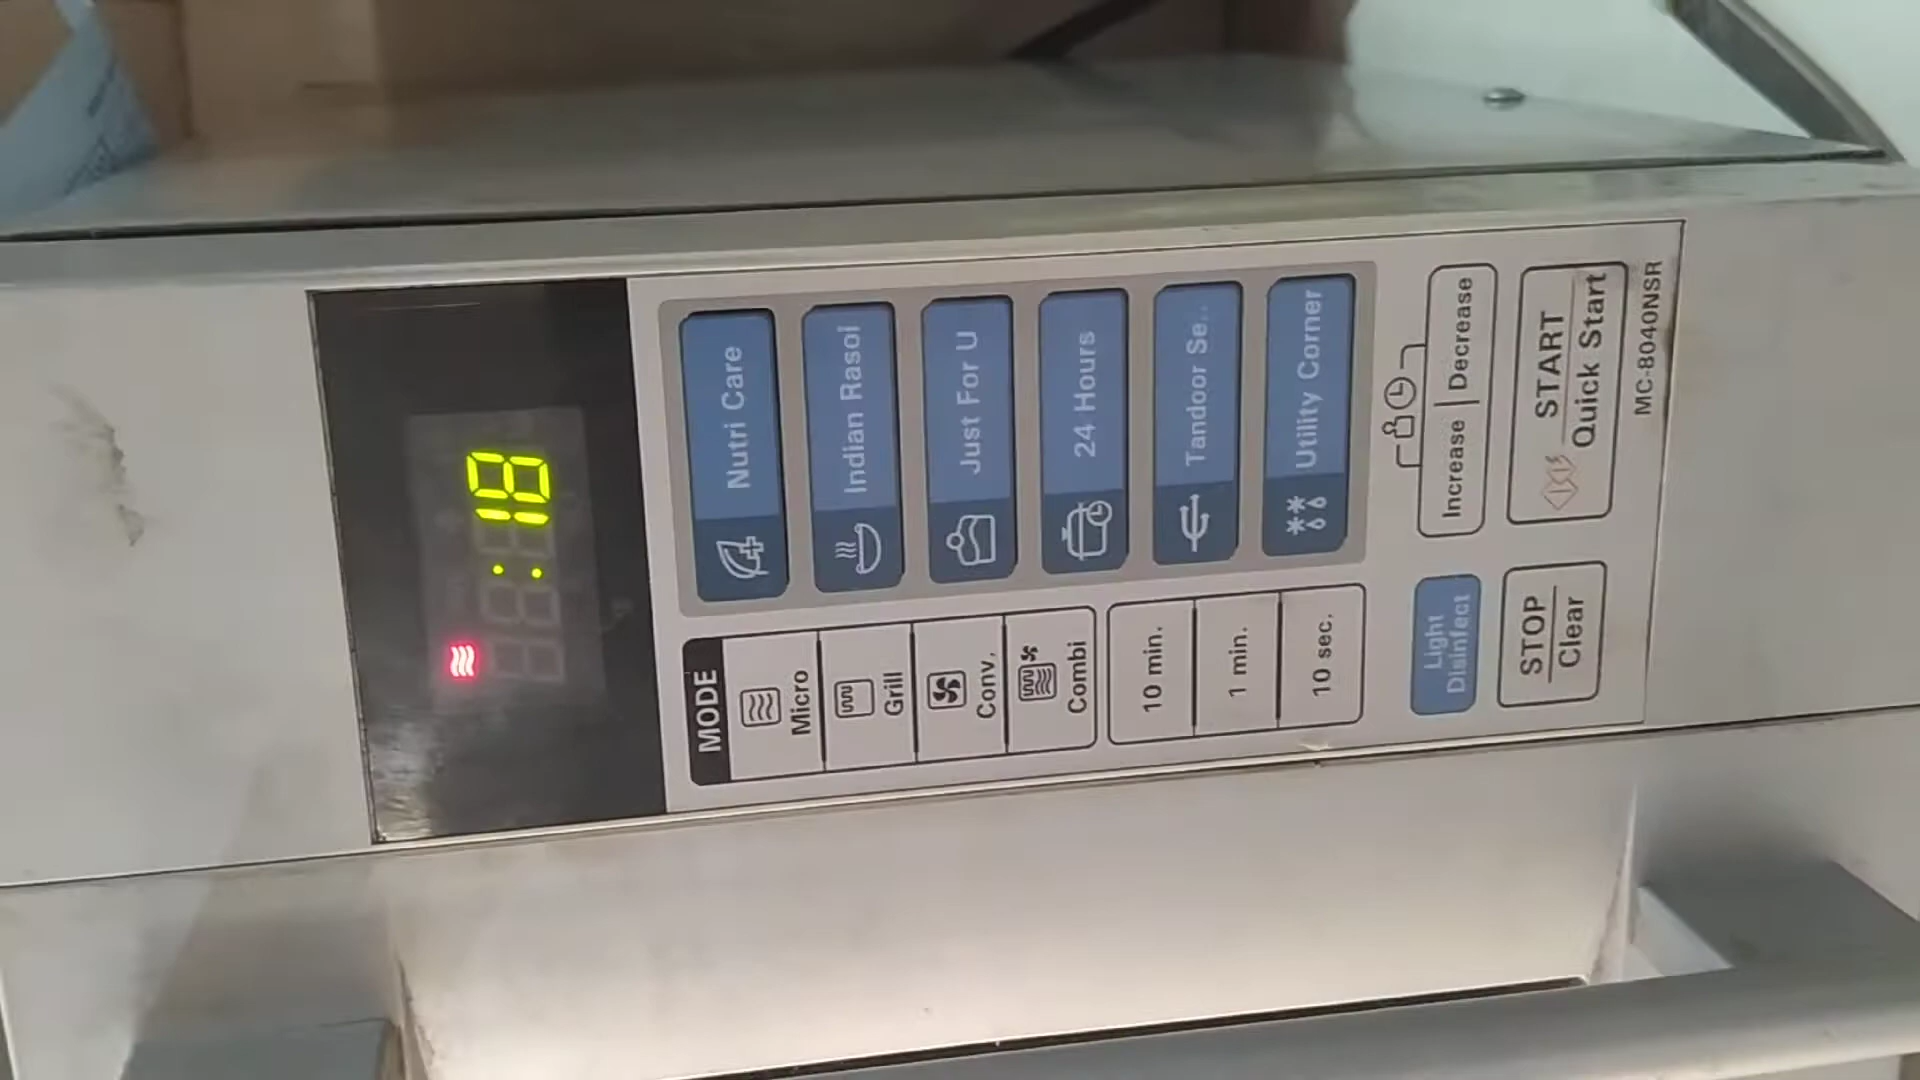 :18
MODE
Micro
Grill
Conv.
Combi
Nutri Care
Indian Rasoi
Just For U
24 Hours
Tandoor Se..
Utility Corner
10 min.
1 min.
10 sec.
Increase | Decrease
Light
Disinfect
STOP
Clear
START
Quick Start
MC-8040NSR